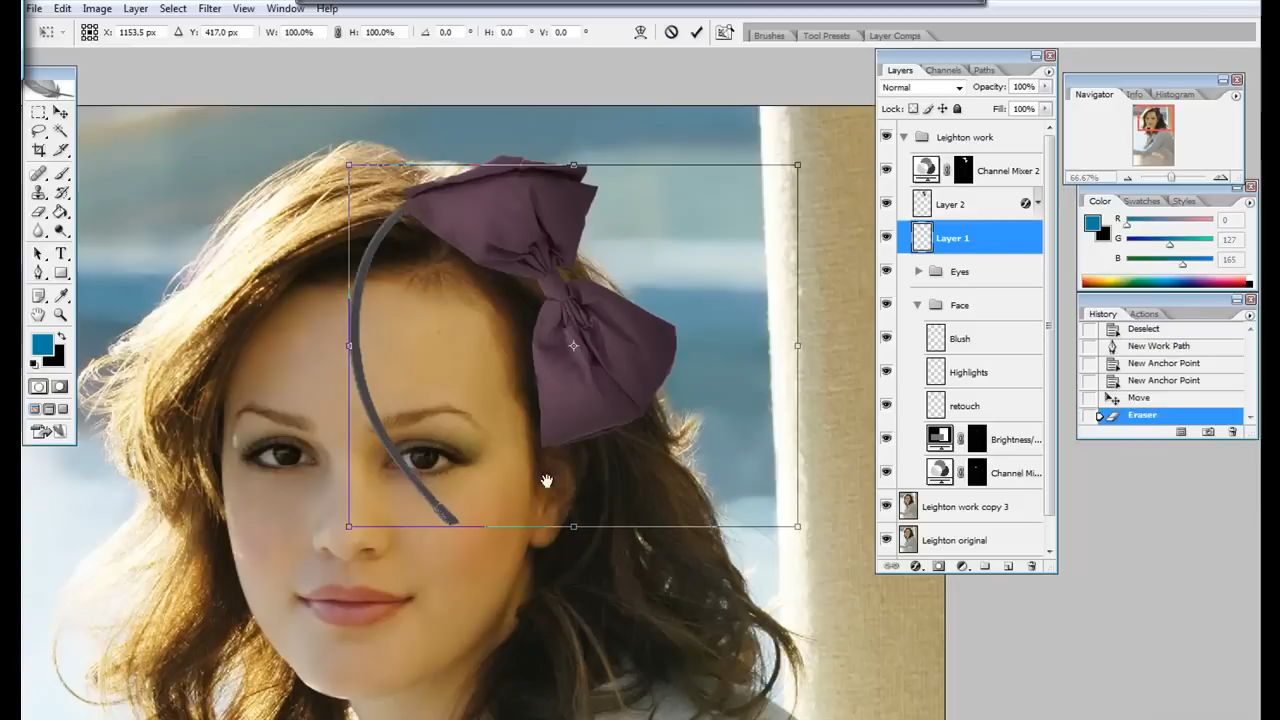 File Edit Image Layer Select Filter View Window Help
X: 1153.5 px Y: 417.0 px W: 100.0% H: 100.0% 0.0 H: 0.0 V: 0.0 Brushes Tool Presets Layer Comps
Layers Channels Paths
Normal Opacity: 100%
Lock: Fill: 100%
Leighton work
Channel Mixer 2
Layer 2
Layer 1
Eyes
Face
Blush
Highlights
retouch
Brightness/...
Channel Mi...
Leighton work copy 3
Leighton original
Navigator Info Histogram
66.67%
Color Swatches Styles
R 0
G 127
B 165
History Actions
Deselect
New Work Path
New Anchor Point
New Anchor Point
Move
Eraser
T